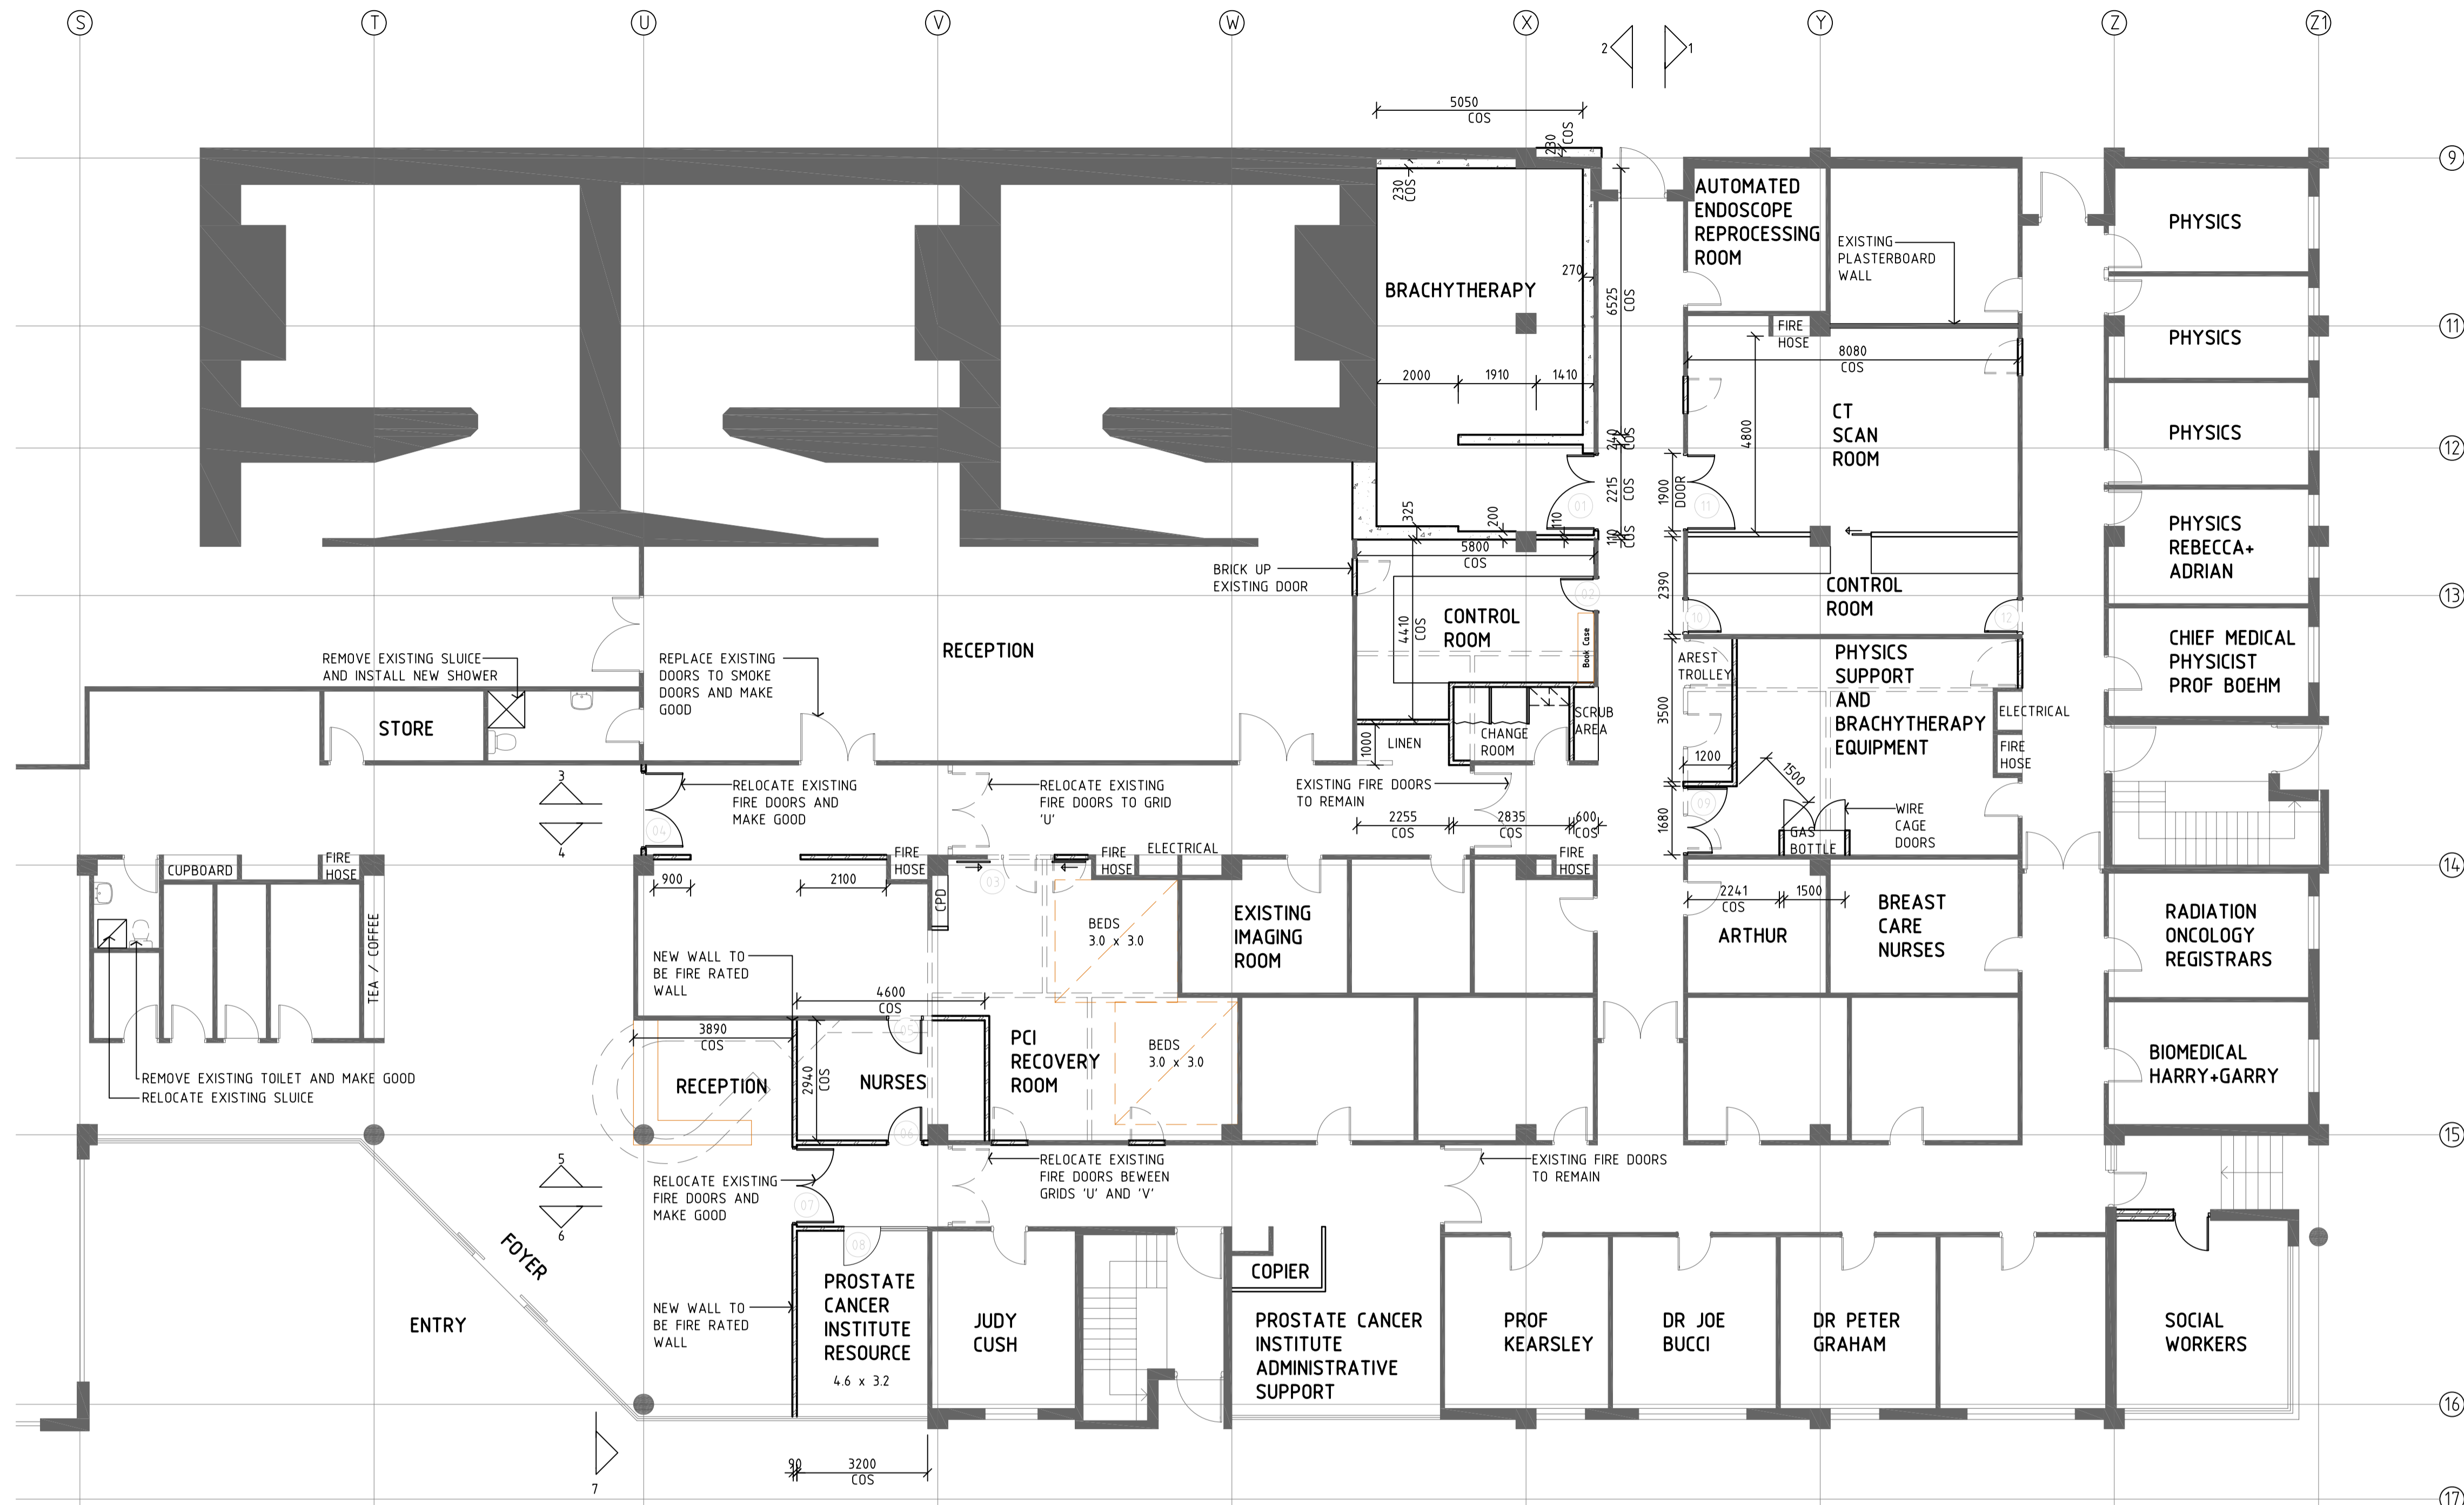 S
T
U
V
W
X
Y
Z
Z1
2
1
5050
COS
230
COS
9
230
COS
AUTOMATED
ENDOSCOPE
REPROCESSING
ROOM
EXISTING
PLASTERBOARD
WALL
PHYSICS
270
BRACHYTHERAPY
6525
COS
FIRE
HOSE
11
PHYSICS
8080
COS
2000
1910
1410
CT
SCAN
ROOM
4800
PHYSICS
240
COS
12
2215
COS
1900
DOOR
01
11
325
200
110
110
COS
PHYSICS
REBECCA+
ADRIAN
5800
COS
BRICK UP
EXISTING DOOR
02
2390
CONTROL
ROOM
13
10
12
4410
COS
CONTROL
ROOM
Book Case
RECEPTION
REMOVE EXISTING SLUICE
AND INSTALL NEW SHOWER
REPLACE EXISTING
DOORS TO SMOKE
DOORS AND MAKE
GOOD
AREST
TROLLEY
PHYSICS
SUPPORT
AND
BRACHYTHERAPY
EQUIPMENT
CHIEF MEDICAL
PHYSICIST
PROF BOEHM
STORE
3500
ELECTRICAL
SCRUB
AREA
1000
LINEN
CHANGE
ROOM
FIRE
HOSE
1200
1500
3
RELOCATE EXISTING
FIRE DOORS AND
MAKE GOOD
RELOCATE EXISTING
FIRE DOORS TO GRID
'U'
EXISTING FIRE DOORS
TO REMAIN
09
WIRE
CAGE
DOORS
1680
2255
COS
2835
COS
600
COS
04
4
GAS
BOTTLE
ELECTRICAL
CUPBOARD
FIRE
HOSE
FIRE
HOSE
FIRE
HOSE
FIRE
HOSE
14
03
900
2100
CPD
2241
COS
1500
BEDS
3.0 x 3.0
EXISTING
IMAGING
ROOM
ARTHUR
BREAST
CARE
NURSES
RADIATION
ONCOLOGY
REGISTRARS
TEA / COFFEE
NEW WALL TO
BE FIRE RATED
WALL
4600
COS
3890
COS
05
2940
COS
PCI
RECOVERY
ROOM
BEDS
3.0 x 3.0
BIOMEDICAL
HARRY+GARRY
REMOVE EXISTING TOILET AND MAKE GOOD
RELOCATE EXISTING SLUICE
RECEPTION
NURSES
06
15
5
RELOCATE EXISTING
FIRE DOORS BEWEEN
GRIDS 'U' AND 'V'
EXISTING FIRE DOORS
TO REMAIN
RELOCATE EXISTING
FIRE DOORS AND
MAKE GOOD
07
6
08
FOYER
COPIER
PROSTATE
CANCER
INSTITUTE
RESOURCE
4.6 x 3.2
NEW WALL TO
BE FIRE RATED
WALL
ENTRY
JUDY
CUSH
PROSTATE CANCER
INSTITUTE
ADMINISTRATIVE
SUPPORT
PROF
KEARSLEY
DR JOE
BUCCI
DR PETER
GRAHAM
SOCIAL
WORKERS
16
7
90
3200
COS
17